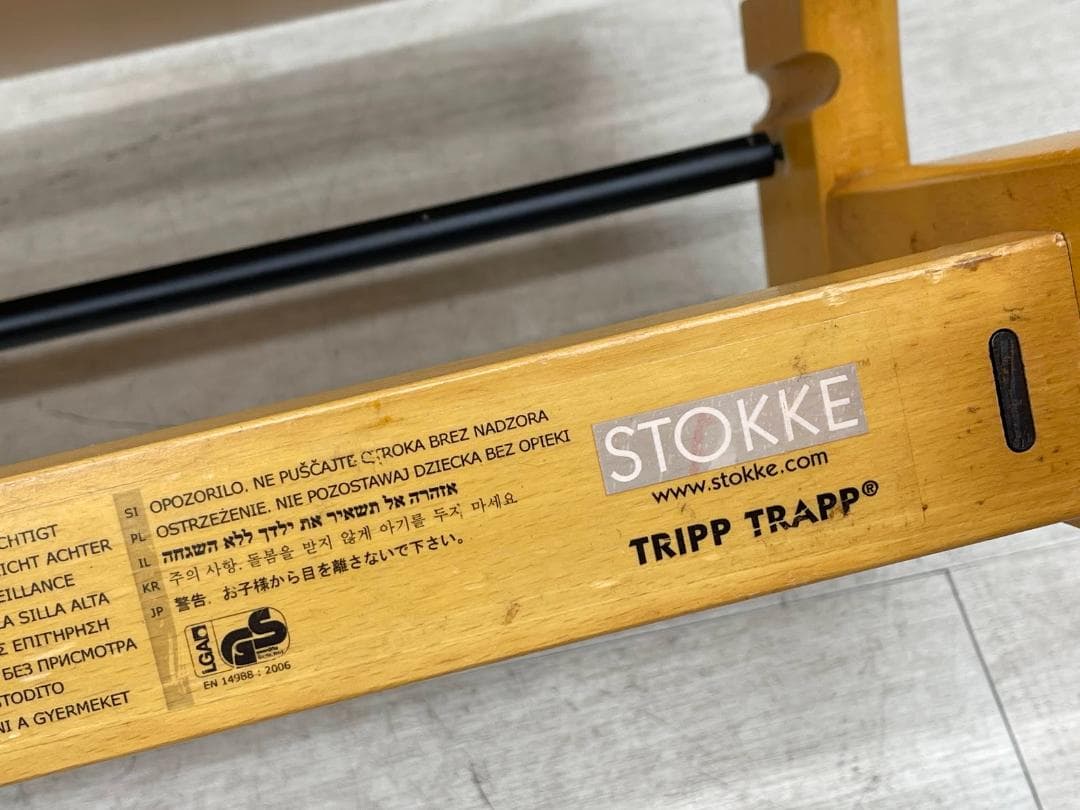 CHTIGT
ICHT ACHTER
EILLANCE
A SILLA ALTA
Σ ΕΠΙΤΉΡΗΣΗ
БЕЗ ПРИСМОТРА
TODITO
NI A GYERMEKET
SI OPOZORILO. NE PUŠČAJTE OTROKA BREZ NADZORA
PL OSTRZEŻENIE. NIE POZOSTAWAJ DZIECKA BEZ OPIEKI
IL אזהרה אל תשאיר את ילדך ללא השגחה
KR 주의 사항. 돌봄을 받지 않게 아기를 두지 마세요
JP 警告. お子様から目を離さないで下さい。
LGA GS
EN 14988 : 2006
STOKKE™
www.stokke.com
TRIPP TRAPP®